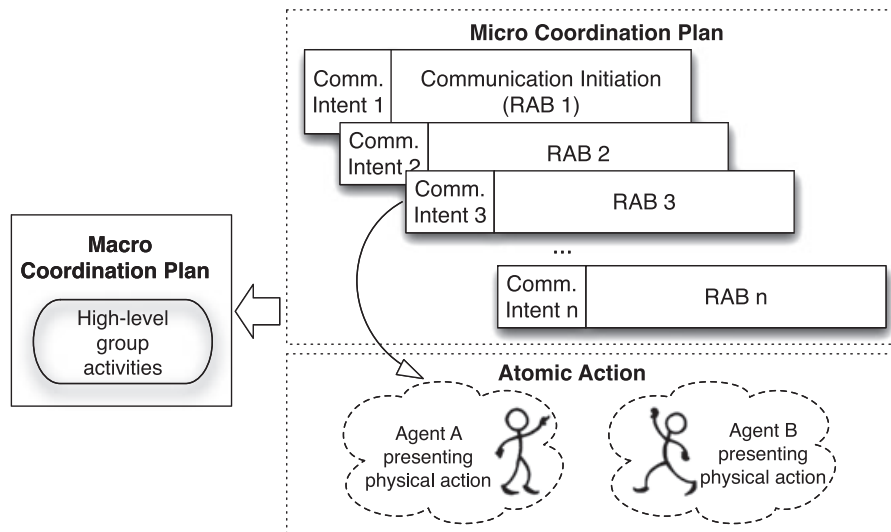 Micro Coordination Plan
Comm.
Intent 1
Communication Initiation
(RAB 1)
Comm.
Intent 2
RAB 2
Comm.
Intent 3
RAB 3
...
Comm.
Intent n
RAB n
Macro
Coordination Plan
High-level
group
activities
Atomic Action
Agent A
presenting
physical action
Agent B
presenting
physical action